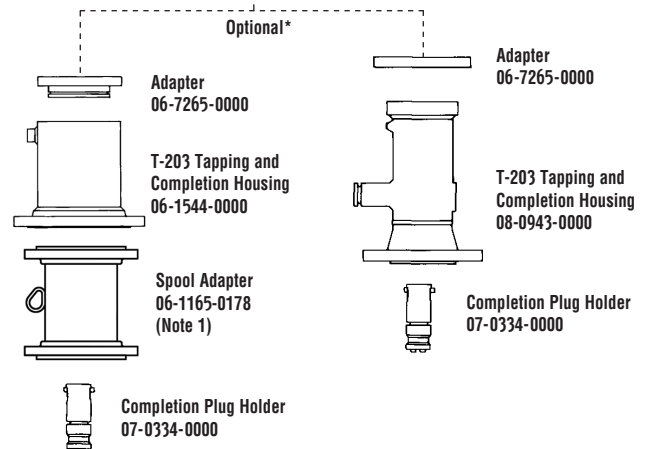 Optional*
Adapter
06-7265-0000
T-203 Tapping and
Completion Housing
06-1544-0000
Spool Adapter
06-1165-0178
(Note 1)
Completion Plug Holder
07-0334-0000
Adapter
06-7265-0000
T-203 Tapping and
Completion Housing
08-0943-0000
Completion Plug Holder
07-0334-0000